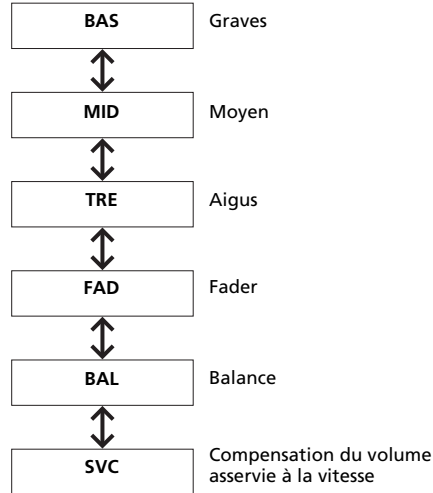 BAS Graves
MID Moyen
TRE Aigus
FAD Fader
BAL Balance
SVC Compensation du volume
asservie à la vitesse